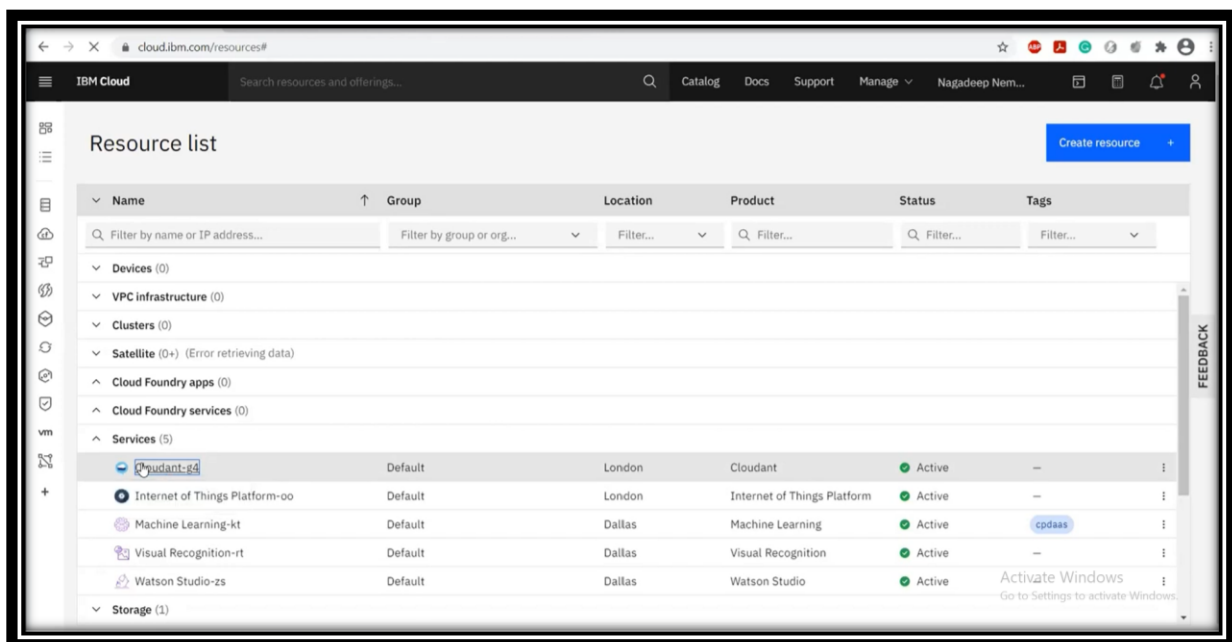 cloud.ibm.com/resources#
IBM Cloud Search resources and offerings... Catalog Docs Support Manage Nagadeep Nem...
Resource list
Create resource +
Name Group Location Product Status Tags
Filter by name or IP address... Filter by group or org... Filter... Filter... Filter... Filter...
Devices (0)
VPC infrastructure (0)
Clusters (0)
Satellite (0+) (Error retrieving data)
Cloud Foundry apps (0)
Cloud Foundry services (0)
Services (5)
Cloudant-g4 Default London Cloudant Active –
Internet of Things Platform-oo Default London Internet of Things Platform Active –
Machine Learning-kt Default Dallas Machine Learning Active cpdaas
Visual Recognition-rt Default Dallas Visual Recognition Active –
Watson Studio-zs Default Dallas Watson Studio Active –
Storage (1)
FEEDBACK
vm
ABP
Activate Windows
Go to Settings to activate Windows.